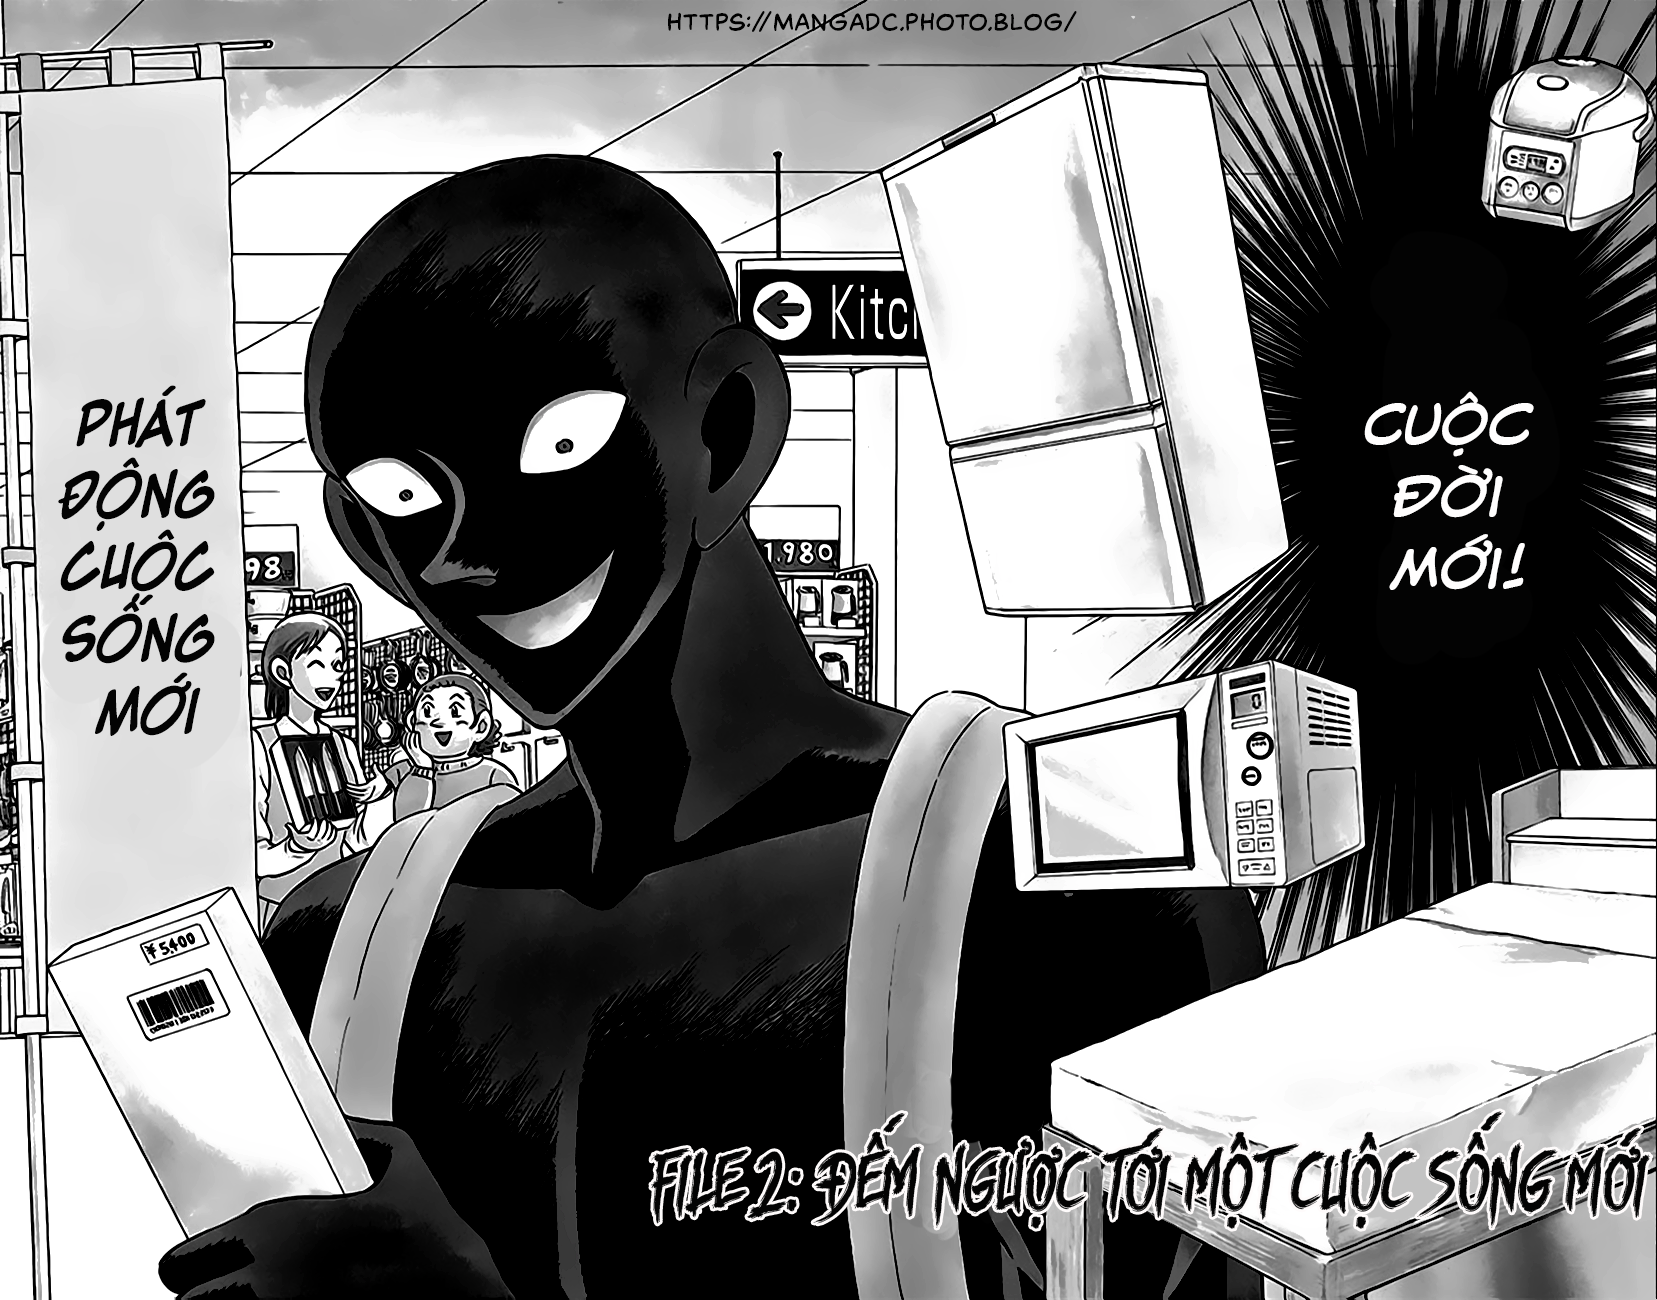 HTTPS://MANGADC.PHOTO.BLOG/
CUỘC
ĐỜI
MỚI!
Kitc
PHÁT
ĐỘNG
CUỘC
SỐNG
MỚI
98
1.980
¥5,400
FILE 2: ĐẾM NGƯỢC TỚI MỘT CUỘC SỐNG MỚI